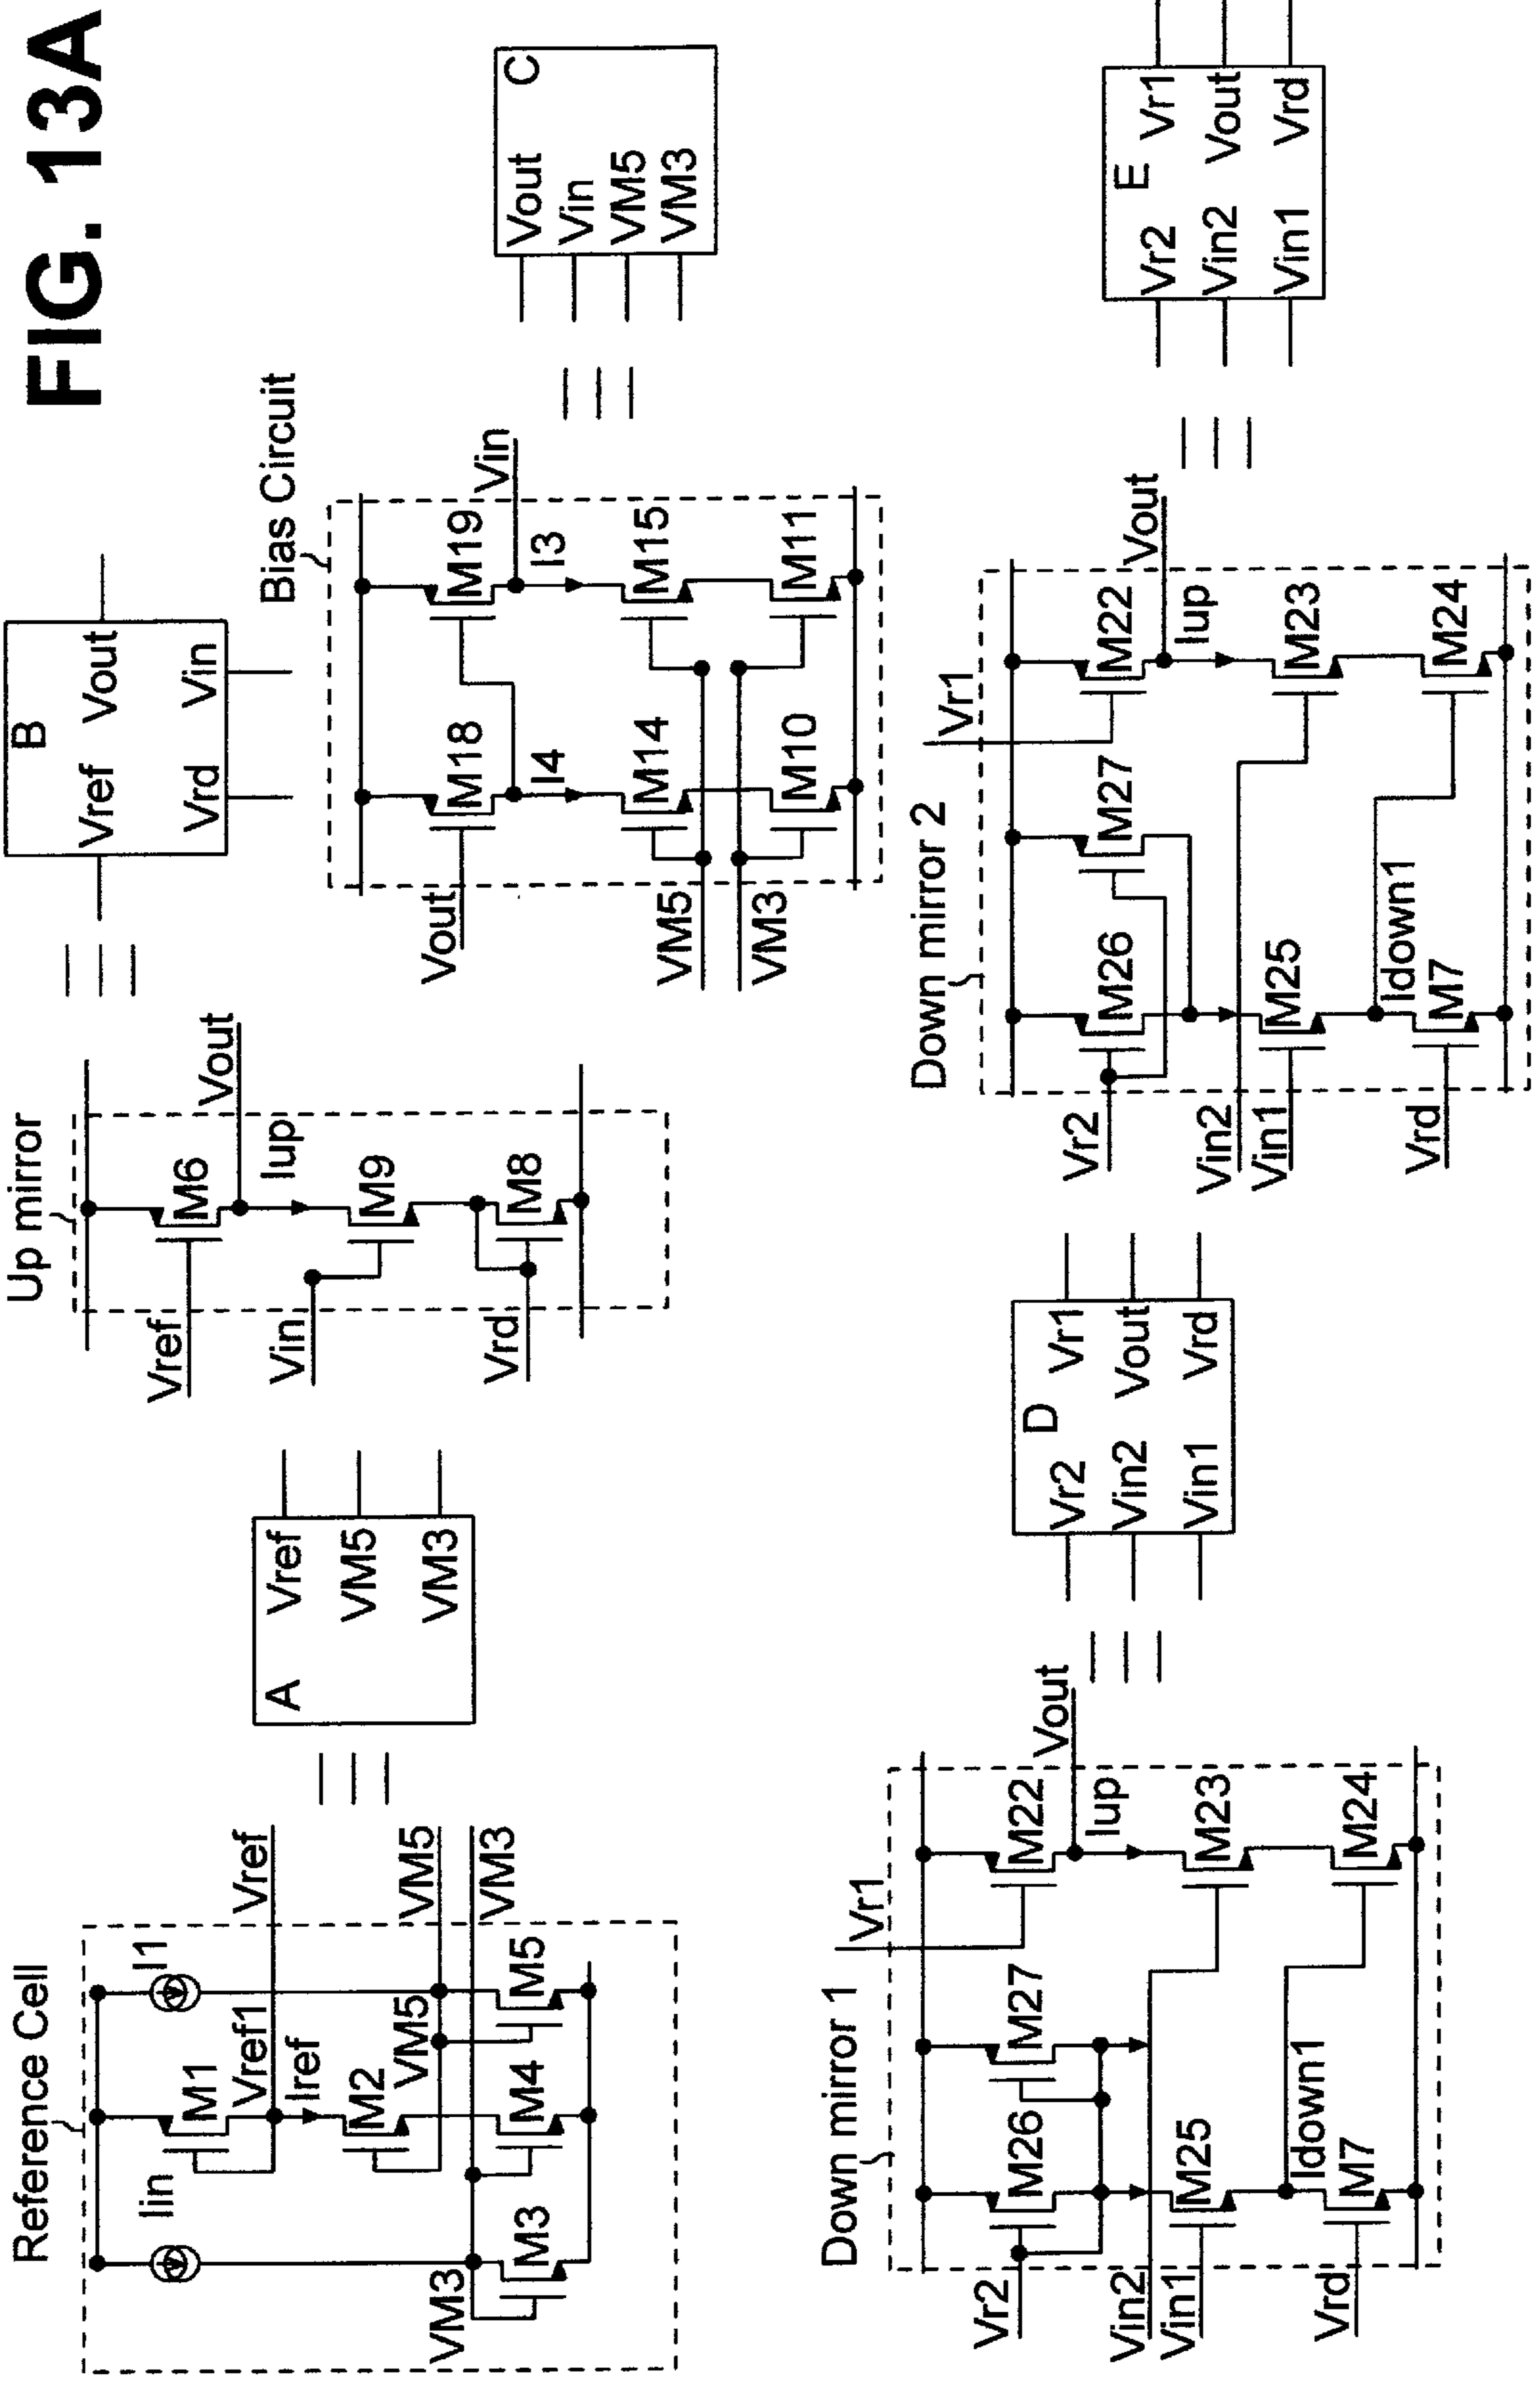 FIG. 13A
Reference Cell
Iin
I1
M1
Vref1
Vref
Iref
M2
VM5
VM5
VM3
VM3
M3
M4
M5
A
Vref
VM5
VM3
Up mirror
Vref
M6
Vout
Iup
Vin
M9
Vrd
M8
B
Vref
Vout
Vrd
Vin
Bias Circuit
Vout
M18
M19
Vin
I4
I3
M14
M15
VM5
VM3
M10
M11
C
Vout
Vin
VM5
VM3
Down mirror 1
Vr1
Vr2
M26
M27
M22
Vout
Iup
Vin2
Vin1
M25
M23
Idown1
Vrd
M7
M24
D
Vr2
Vr1
Vin2
Vout
Vin1
Vrd
Down mirror 2
Vr1
Vr2
M26
M27
M22
Vout
Iup
Vin2
Vin1
M25
M23
Idown1
Vrd
M7
M24
E
Vr2
Vr1
Vin2
Vout
Vin1
Vrd